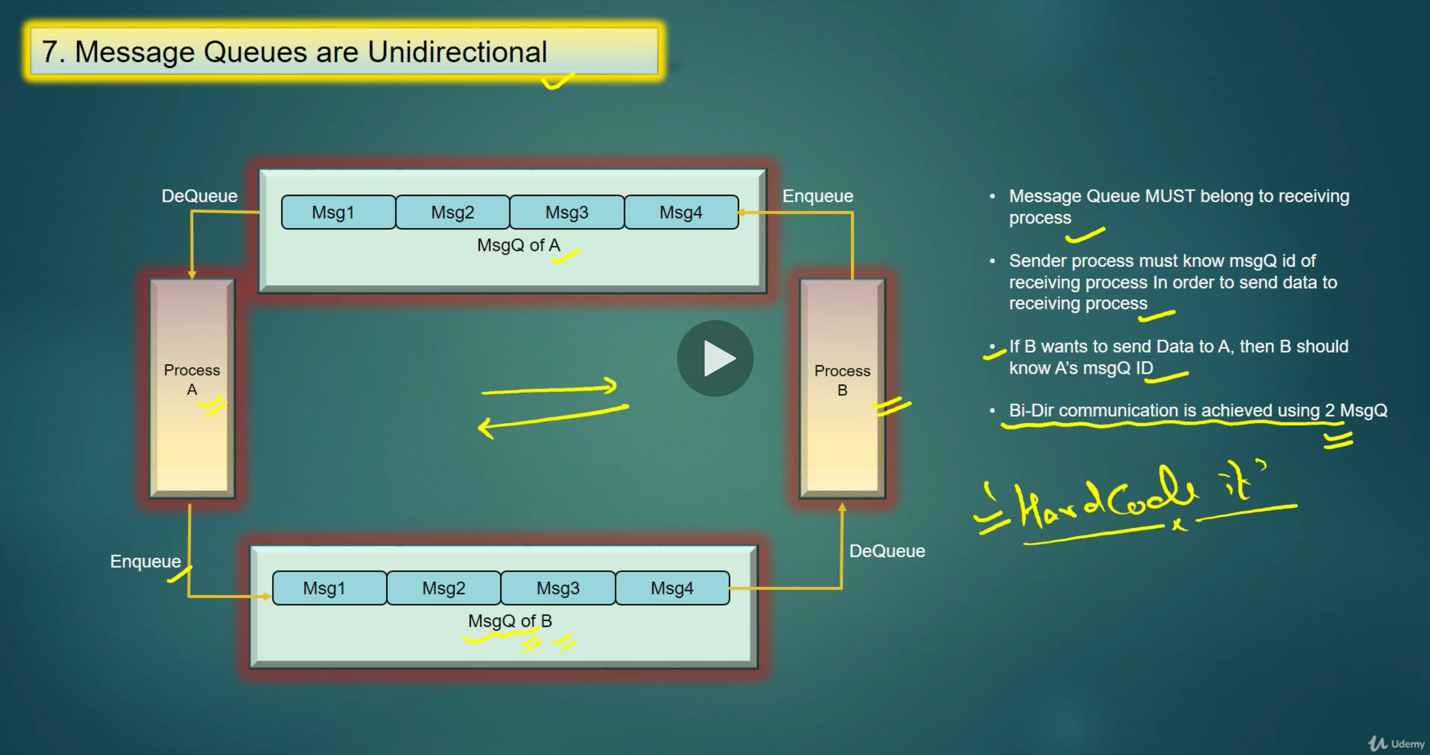 7. Message Queues are Unidirectional
DeQueue
Msg1 Msg2 Msg3 Msg4
MsgQ of A
Enqueue
Process
A
Process
B
Enqueue
Msg1 Msg2 Msg3 Msg4
MsgQ of B
DeQueue
• Message Queue MUST belong to receiving
process
• Sender process must know msgQ id of
receiving process In order to send data to
receiving process
• If B wants to send Data to A, then B should
know A's msgQ ID
• Bi-Dir communication is achieved using 2 MsgQ
HardCode it
Udemy